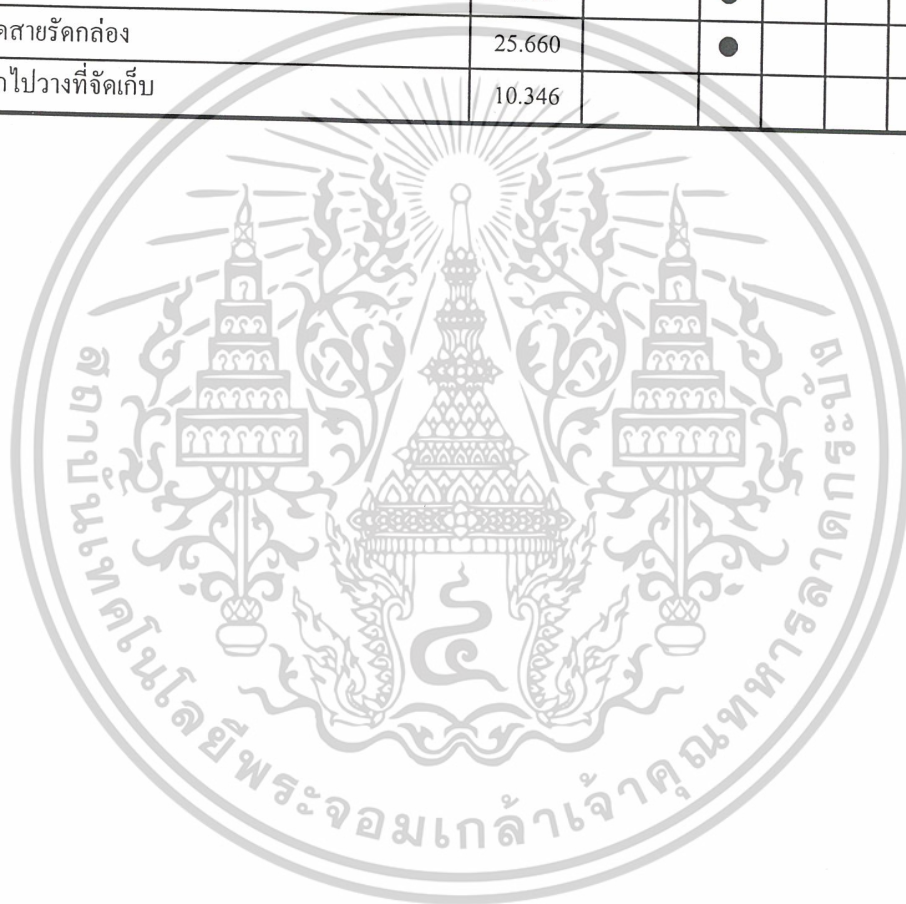 สายรัดกล่อง 25.660 ●
ไปวางที่จัดเก็บ 10.346
สถาบันเทคโนโลยีพระจอมเกล้าเจ้าคุณทหารลาดกระบัง
๔